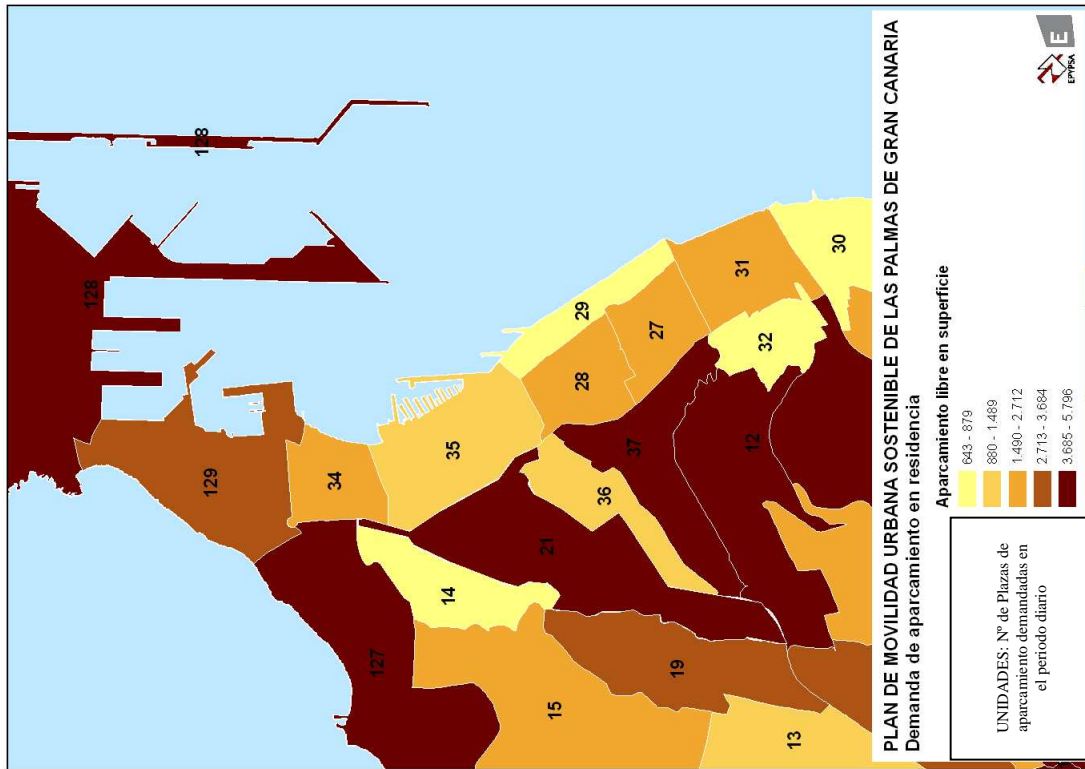 128
128
129
34
35
29
28
27
31
30
32
37
12
36
21
14
127
15
19
13
PLAN DE MOVILIDAD URBANA SOSTENIBLE DE LAS PALMAS DE GRAN CANARIA
Demanda de aparcamiento en residencia
Aparcamiento libre en superficie
643 - 879
880 - 1.489
1.490 - 2.712
2.713 - 3.684
3.685 - 5.796
UNIDADES: Nº de Plazas de
aparcamiento demandadas en
el periodo diario
EPYPSA
E